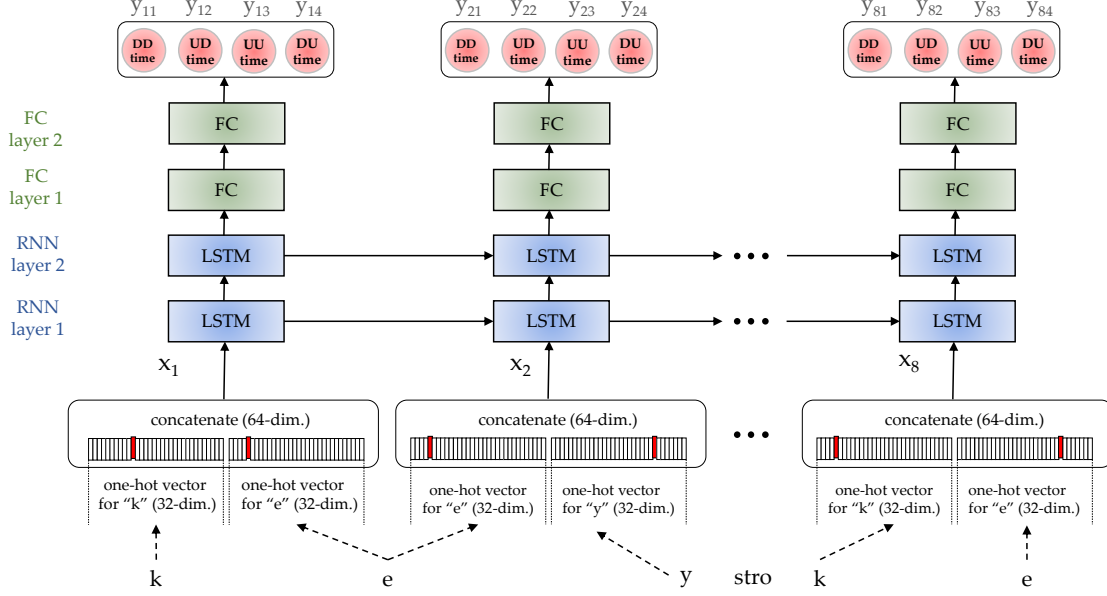 y11 y12 y13 y14 y21 y22 y23 y24 y81 y82 y83 y84
DD time UD time UU time DU time DD time UD time UU time DU time DD time UD time UU time DU time
FC layer 2 FC FC FC
FC layer 1 FC FC FC
RNN layer 2 LSTM LSTM ••• LSTM
RNN layer 1 LSTM LSTM ••• LSTM
x1 x2 x8
concatenate (64-dim.) concatenate (64-dim.) ••• concatenate (64-dim.)
one-hot vector one-hot vector one-hot vector one-hot vector one-hot vector one-hot vector
for “k” (32-dim.) for “e” (32-dim.) for “e” (32-dim.) for “y” (32-dim.) for “k” (32-dim.) for “e” (32-dim.)
k e y stro k e